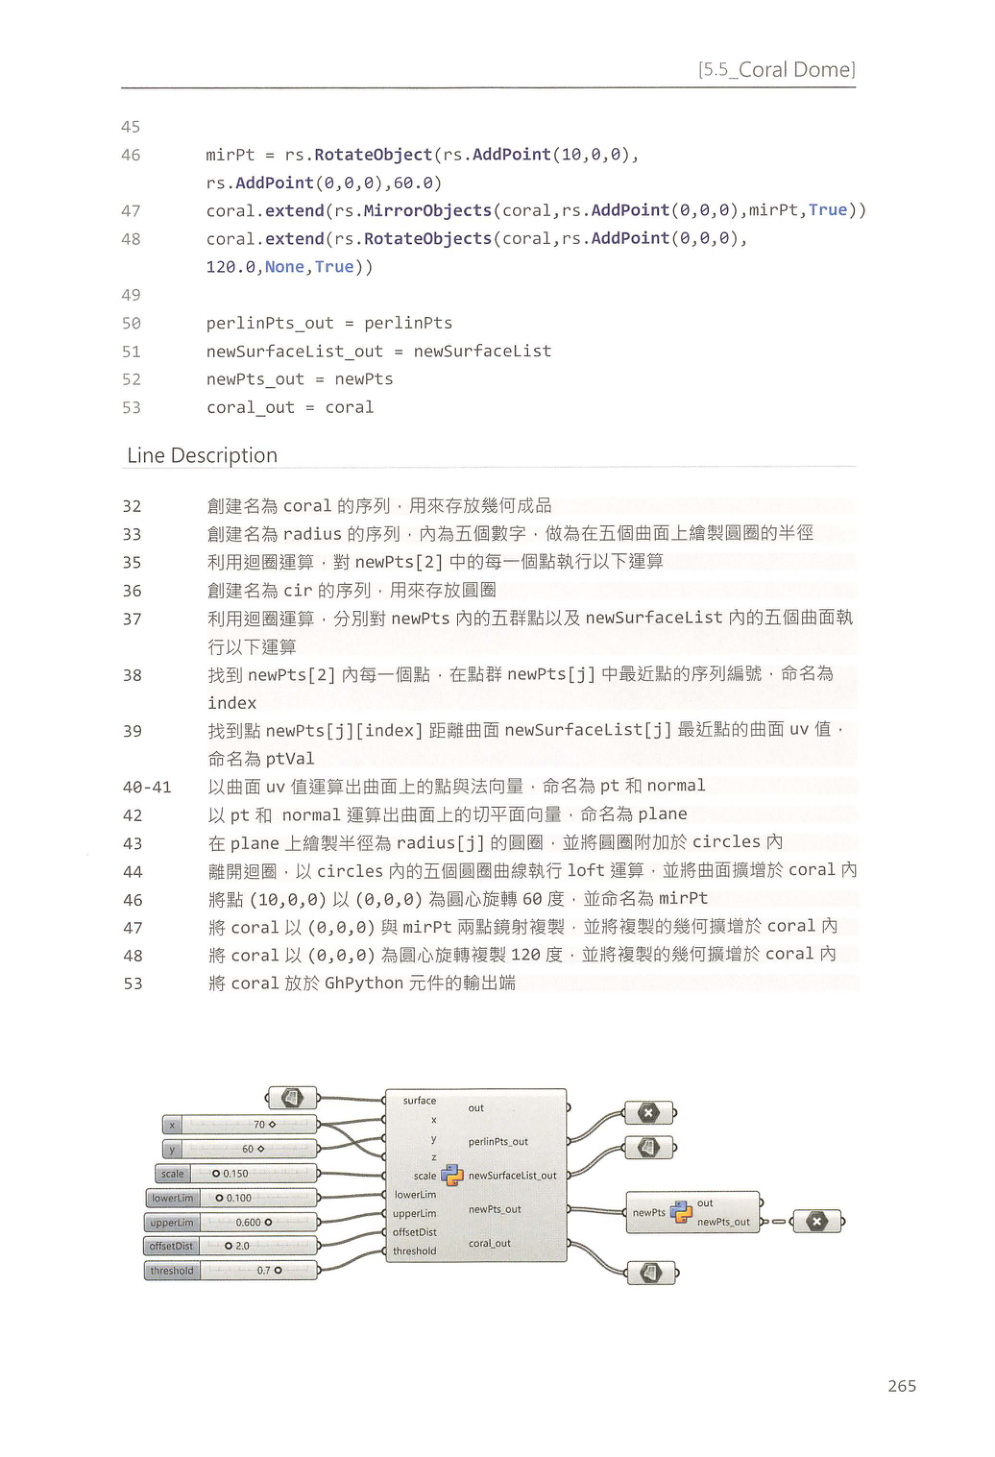 [5.5_Coral Dome]
45
46 mirPt = rs.RotateObject(rs.AddPoint(10,0,0),
rs.AddPoint(0,0,0),60.0)
47 coral.extend(rs.MirrorObjects(coral,rs.AddPoint(0,0,0),mirPt,True))
48 coral.extend(rs.RotateObjects(coral,rs.AddPoint(0,0,0),
120.0,None,True))
49
50 perlinPts_out = perlinPts
51 newSurfaceList_out = newSurfaceList
52 newPts_out = newPts
53 coral_out = coral
Line Description
32 創建名為 coral 的序列，用來存放幾何成品
33 創建名為 radius 的序列，內為五個數字，做為在五個曲面上繪製圓圈的半徑
35 利用迴圈運算，對 newPts[2] 中的每一個點執行以下運算
36 創建名為 cir 的序列，用來存放圓圈
37 利用迴圈運算，分別對 newPts 內的五群點以及 newSurfaceList 內的五個曲面執
行以下運算
38 找到 newPts[2] 內每一個點，在點群 newPts[j] 中最近點的序列編號，命名為
index
39 找到點 newPts[j][index] 距離曲面 newSurfaceList[j] 最近點的曲面 uv 值，
命名為 ptVal
40-41 以曲面 uv 值運算出曲面上的點與法向量，命名為 pt 和 normal
42 以 pt 和 normal 運算出曲面上的切平面向量，命名為 plane
43 在 plane 上繪製半徑為 radius[j] 的圓圈，並將圓圈附加於 circles 內
44 離開迴圈，以 circles 內的五個圓圈曲線執行 loft 運算，並將曲面擴增於 coral 內
46 將點 (10,0,0) 以 (0,0,0) 為圓心旋轉 60 度，並命名為 mirPt
47 將 coral 以 (0,0,0) 與 mirPt 兩點鏡射複製，並將複製的幾何擴增於 coral 內
48 將 coral 以 (0,0,0) 為圓心旋轉複製 120 度，並將複製的幾何擴增於 coral 內
53 將 coral 放於 GhPython 元件的輸出端
x 70
y 60
scale 0.150
lowerLim 0.100
upperLim 0.600
offsetDist 2.0
threshold 0.7
surface
x
y
z
scale
lowerLim
upperLim
offsetDist
threshold
out
perlinPts_out
newSurfaceList_out
newPts_out
coral_out
newPts
out
newPts_out
265